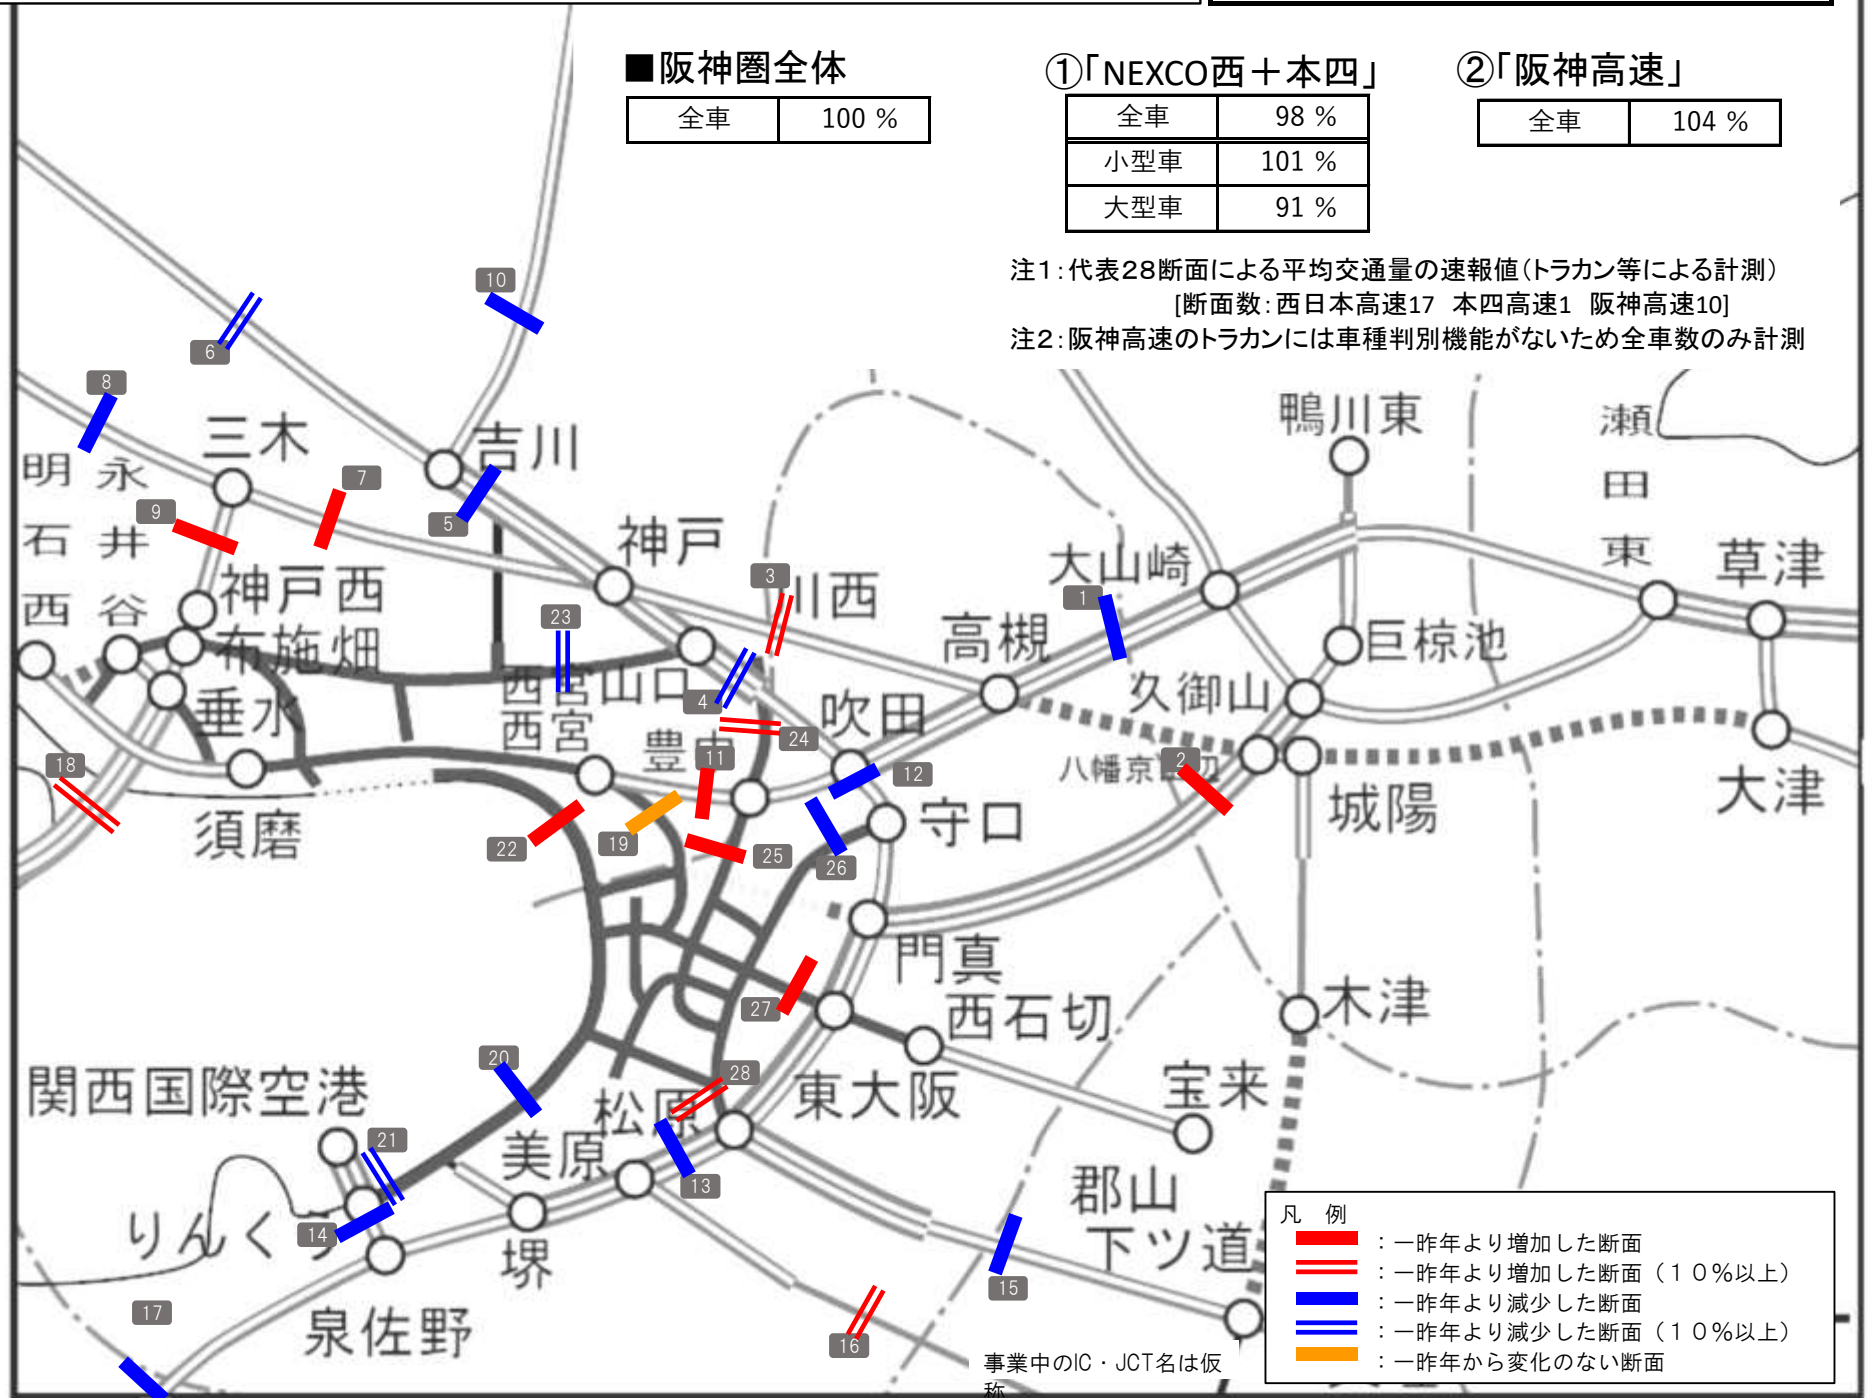 ■阪神圏全体
全車 100 %
①「NEXCO西＋本四」
全車 98 %
小型車 101 %
大型車 91 %
②「阪神高速」
全車 104 %
注1：代表28断面による平均交通量の速報値（トラカン等による計測）
[断面数：西日本高速17 本四高速1 阪神高速10]
注2：阪神高速のトラカンには車種判別機能がないため全車数のみ計測
10
6
8
三木
吉川
鴨川東
瀬田東
明石西
永井谷
7
9
5
神戸
大山崎
草津
神戸西
3
川西
1
布施畑
23
高槻
巨椋池
西宮山口
4
久御山
垂水
西宮
吹田
24
豊中
11
12
八幡京田辺
2
18
大津
須磨
守口
城陽
22
19
25
26
門真
27
西石切
木津
20
関西国際空港
松原
28
東大阪
宝来
21
美原
13
郡山下ツ道
りんくう
14
堺
15
17
泉佐野
16
事業中のIC・JCT名は仮
称
凡 例
：一昨年より増加した断面
：一昨年より増加した断面（１０％以上）
：一昨年より減少した断面
：一昨年より減少した断面（１０％以上）
：一昨年から変化のない断面